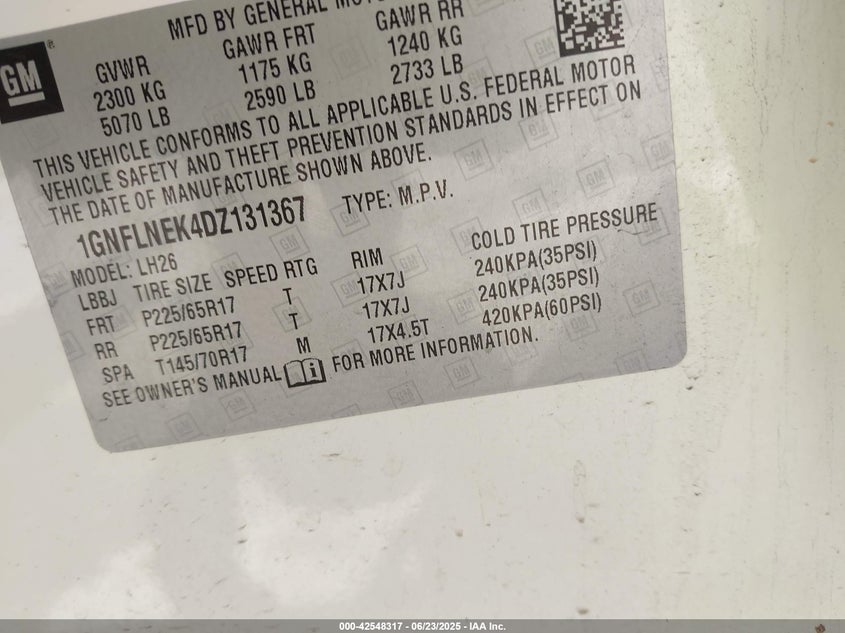 MFD BY GENERAL MOTO
GM
GVWR GAWR FRT GAWR RR
2300 KG 1175 KG 1240 KG
5070 LB 2590 LB 2733 LB
THIS VEHICLE CONFORMS TO ALL APPLICABLE U.S. FEDERAL MOTOR
VEHICLE SAFETY AND THEFT PREVENTION STANDARDS IN EFFECT ON
THE DATE OF MANUFACTURE SHOWN ABOVE.
1GNFLNEK4DZ131367 TYPE: M.P.V.
MODEL: LH26
LBBJ TIRE SIZE SPEED RTG RIM COLD TIRE PRESSURE
FRT P225/65R17 T 17X7J 240KPA(35PSI)
RR P225/65R17 T 17X7J 240KPA(35PSI)
SPA T145/70R17 M 17X4.5T 420KPA(60PSI)
SEE OWNER'S MANUAL FOR MORE INFORMATION.
000-42548317 - 06/23/2025 - IAA Inc.